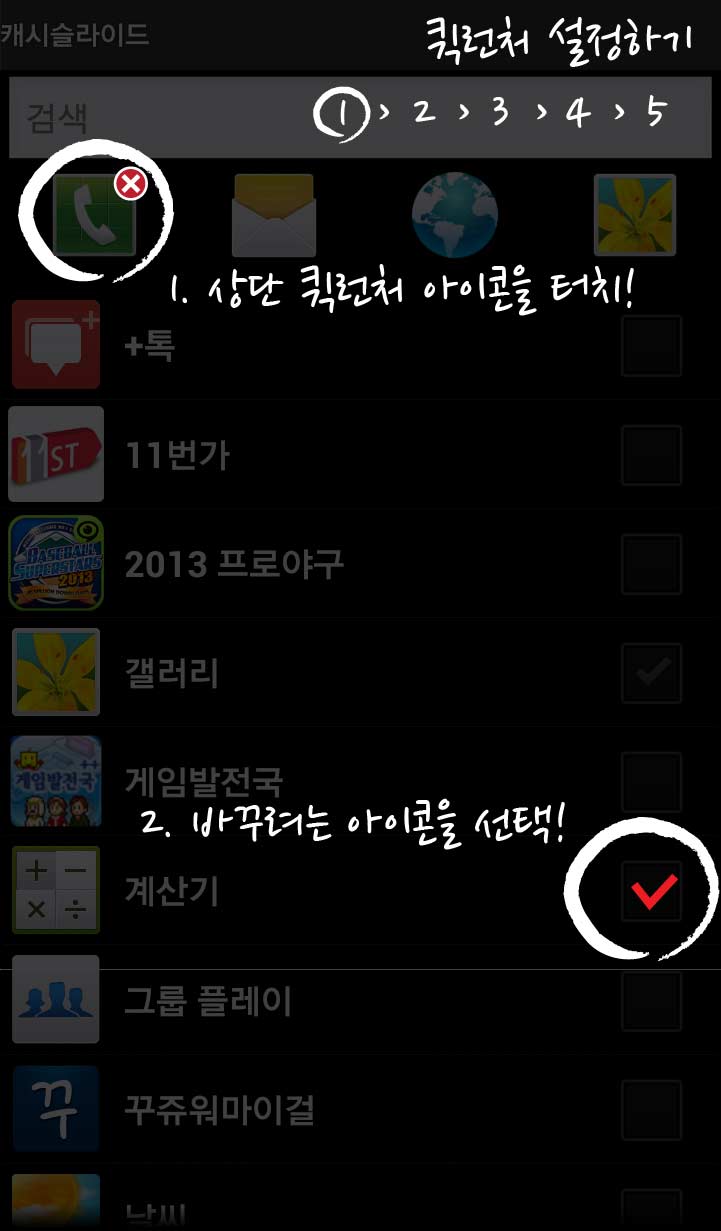 캐시슬라이드
퀵런처 설정하기
검색
1 > 2 > 3 > 4 > 5
1. 상단 퀵런처 아이콘을 터치!
+톡
11ST
11번가
BASEBALL
SUPERSTARS
2013
2013 프로야구
갤러리
게임발전국++
게임발전국
2. 바꾸려는 아이콘을 선택!
계산기
그룹 플레이
꾸
꾸쥬워마이걸
날씨